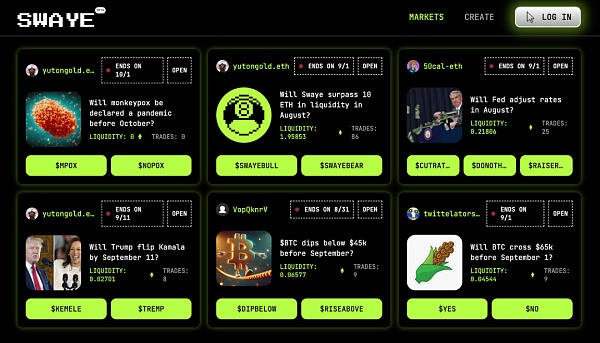 SWAYE BETA
MARKETS
CREATE
LOG IN
yutongold.e…
ENDS ON 10/1
OPEN
Will monkeypox be
declared a pandemic
before October?
LIQUIDITY: 0
TRADES: 0
$MPOX
$NOPOX
yutongold.eth
ENDS ON 9/1
OPEN
Will Swaye surpass 10
ETH in liquidity in
August?
LIQUIDITY:
1.95853
TRADES:
86
$SWAYEBULL
$SWAYEBEAR
50cal-eth
ENDS ON 9/1
OPEN
Will Fed adjust rates
in August?
LIQUIDITY:
0.21806
TRADES:
25
$CUTRAT…
$DONOTH…
$RAISER…
yutongold.e…
ENDS ON
9/11
OPEN
Will Trump flip Kamala
by September 11?
LIQUIDITY:
0.02701
TRADES:
8
$KEMELE
$TREMP
VopQknrV
ENDS ON 8/31
OPEN
$BTC dips below $45k
before September?
LIQUIDITY:
0.06577
TRADES:
9
$DIPBELOW
$RISEABOVE
twittelators…
ENDS ON
9/1
OPEN
Will BTC cross $65k
before September 1?
LIQUIDITY:
0.04544
TRADES:
9
$YES
$NO